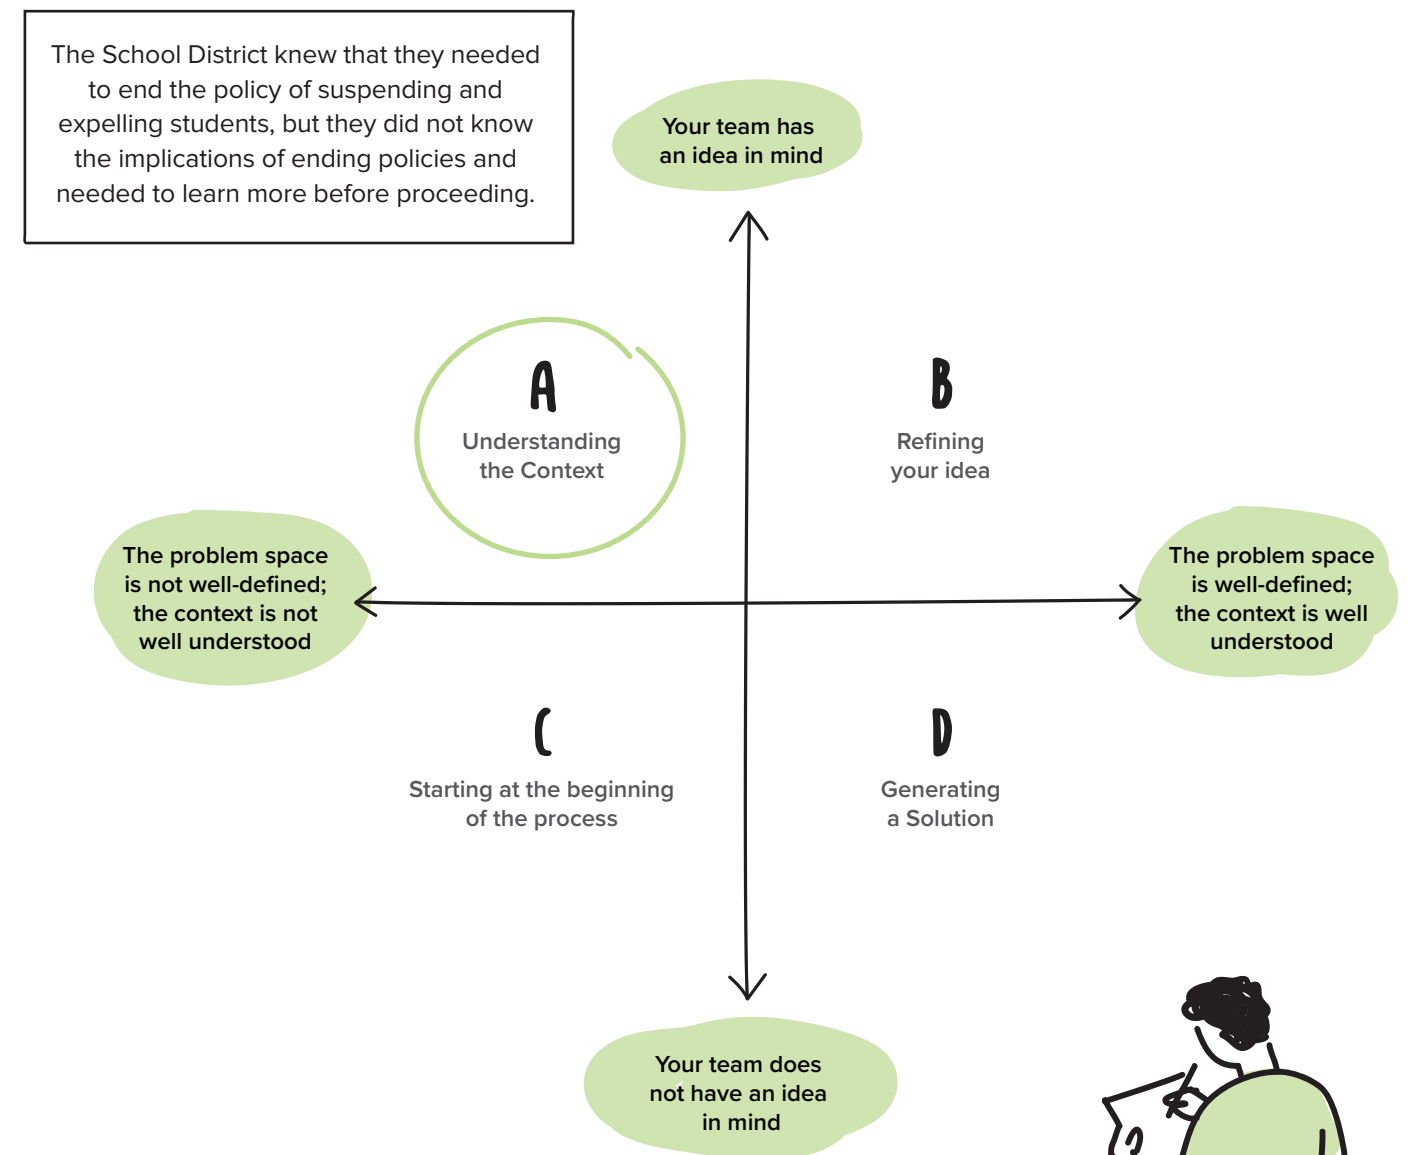 The School District knew that they needed
to end the policy of suspending and
expelling students, but they did not know
the implications of ending policies and
needed to learn more before proceeding.
Your team has
an idea in mind
A
Understanding
the Context
B
Refining
your idea
The problem space
is not well-defined;
the context is not
well understood
The problem space
is well-defined;
the context is well
understood
C
Starting at the beginning
of the process
D
Generating
a Solution
Your team does
not have an idea
in mind